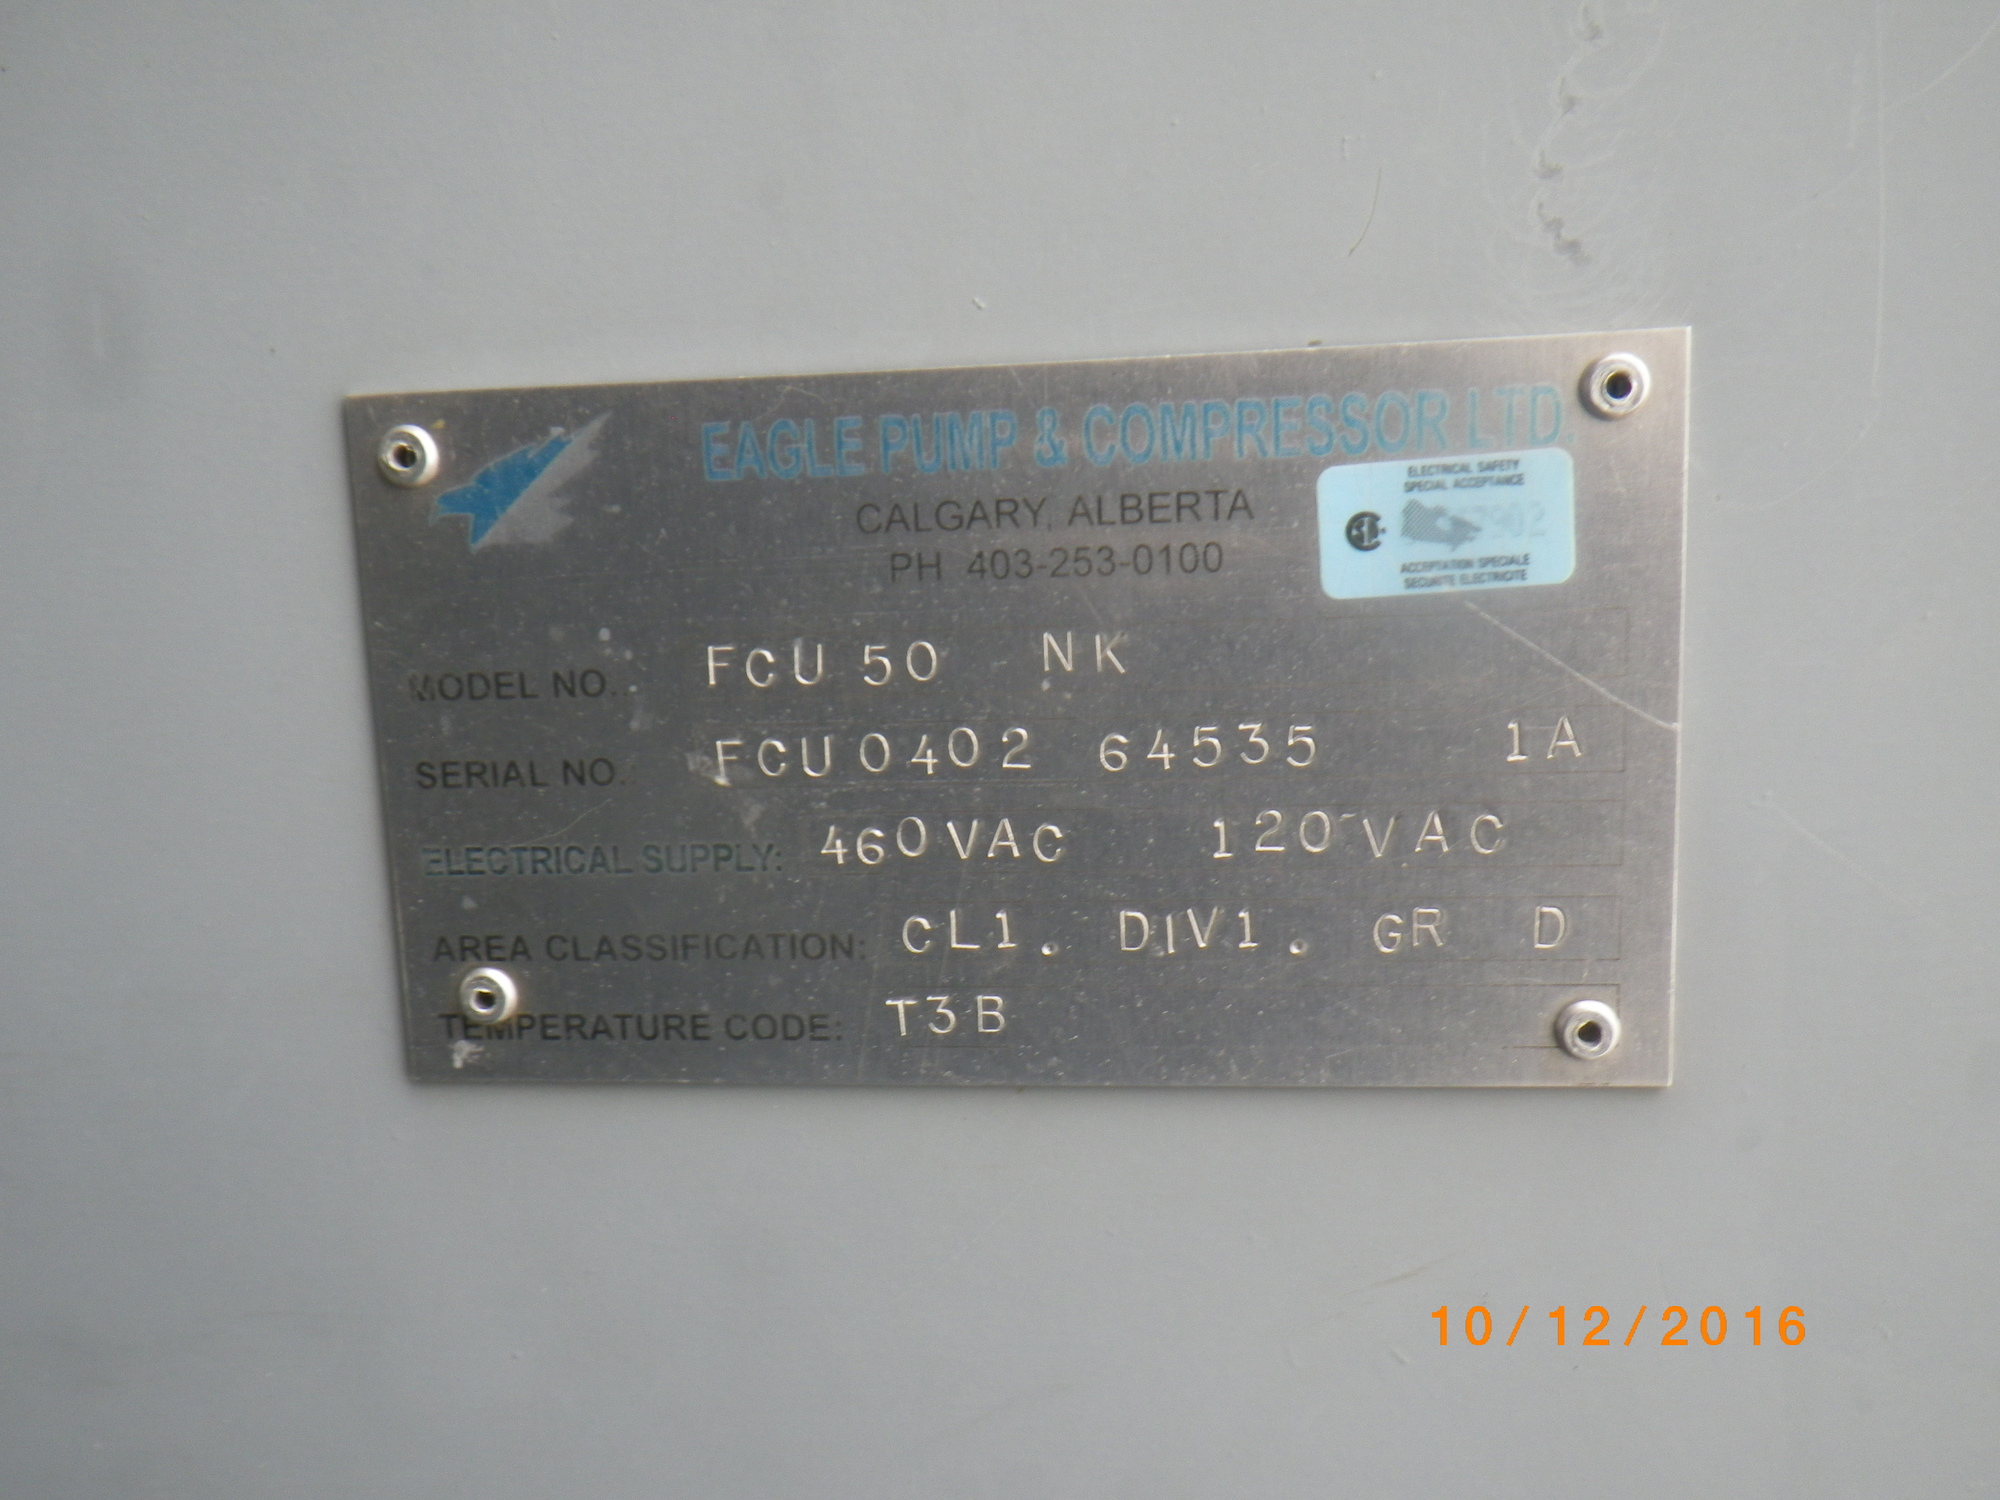 EAGLE PUMP & COMPRESSOR LTD.
CALGARY, ALBERTA
PH 403-253-0100
ELECTRICAL SAFETY
SPECIAL ACCEPTANCE
ACCEPTATION SPECIALE
SECURITE ELECTRICITE
MODEL NO.: FCU 50 NK
SERIAL NO.: FCU0402 64535 1A
ELECTRICAL SUPPLY: 460VAC 120VAC
AREA CLASSIFICATION: CL1. DIV1. GR D
TEMPERATURE CODE: T3B
10/12/2016